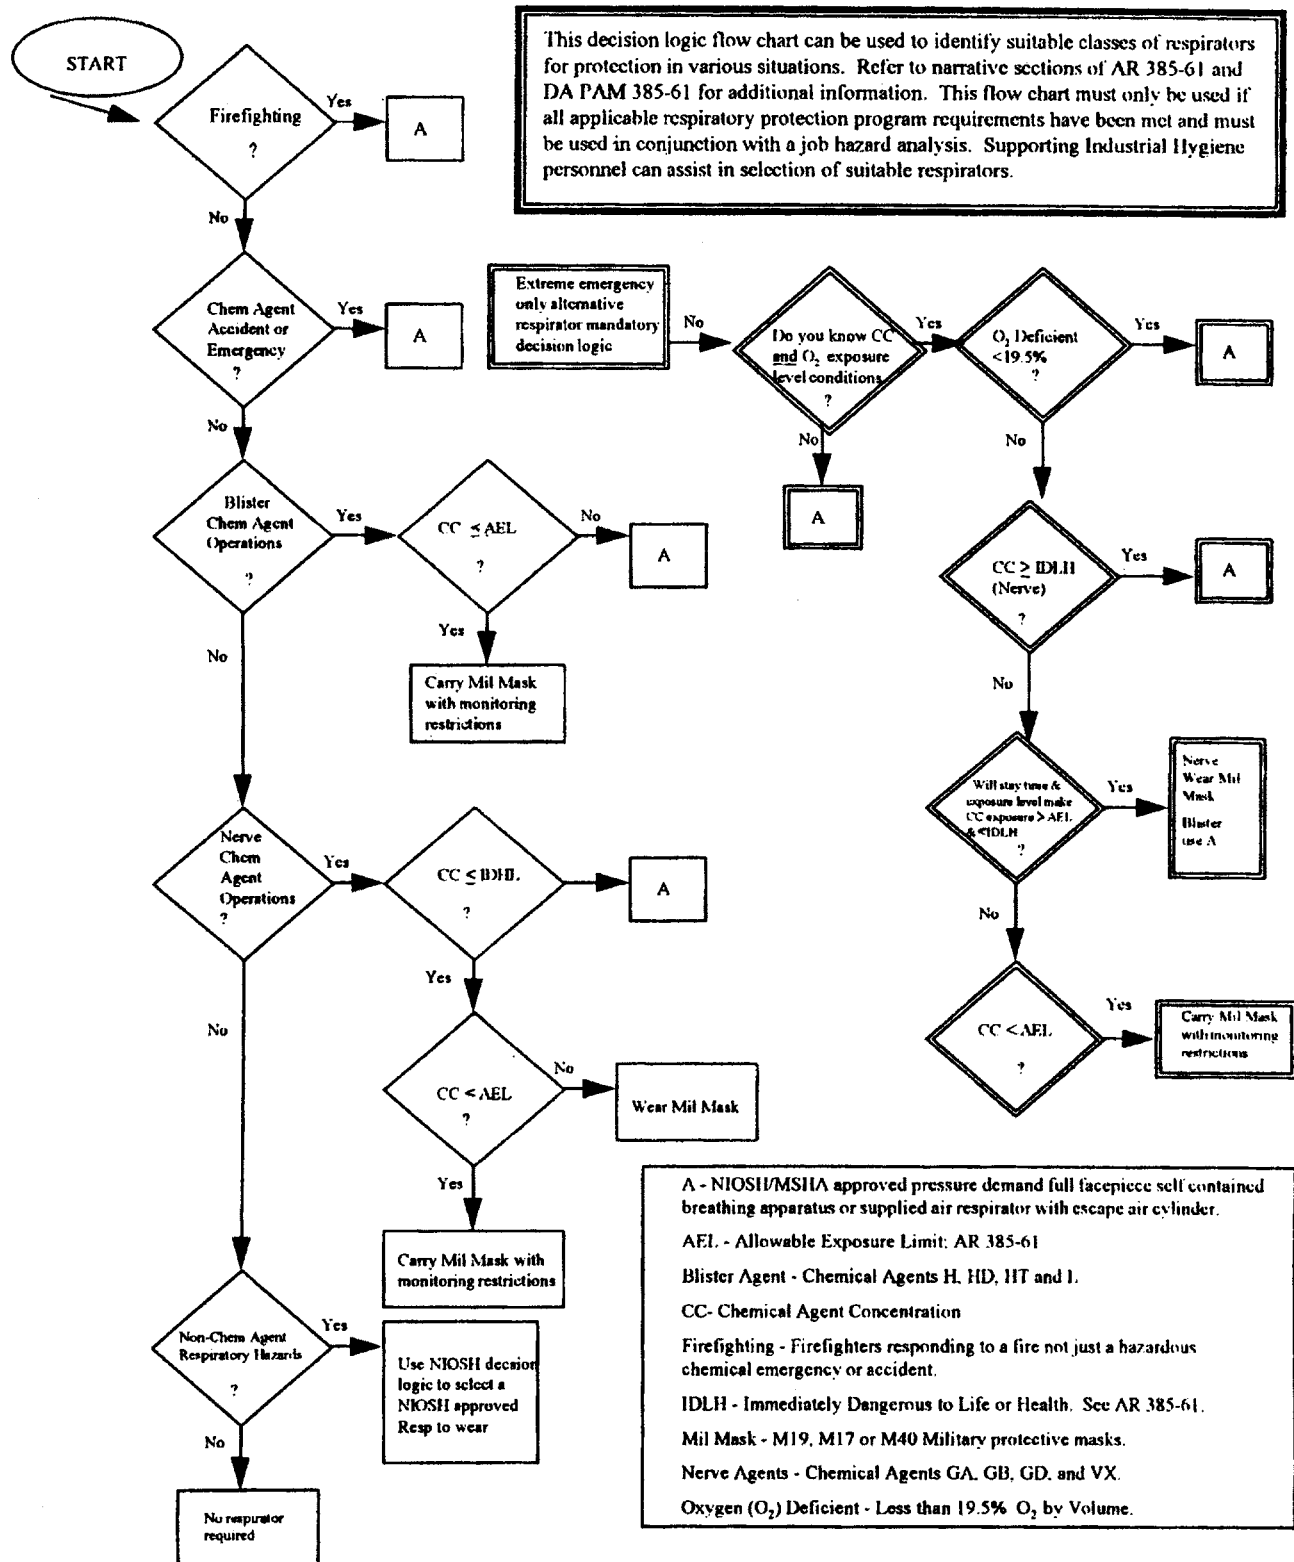 START
This decision logic flow chart can be used to identify suitable classes of respirators
for protection in various situations. Refer to narrative sections of AR 385-61 and
DA PAM 385-61 for additional information. This flow chart must only be used if
all applicable respiratory protection program requirements have been met and must
be used in conjunction with a job hazard analysis. Supporting Industrial Hygiene
personnel can assist in selection of suitable respirators.
Firefighting
?
Yes
A
No
Chem Agent
Accident or
Emergency
?
Yes
A
No
Extreme emergency
only alternative
respirator mandatory
decision logic
No
Do you know CC
and O₂ exposure
level conditions
?
Yes
O₂ Deficient
<19.5%
?
Yes
A
No
A
No
Blister
Chem Agent
Operations
?
Yes
CC ≤ AEL
?
No
A
Yes
Carry Mil Mask
with monitoring
restrictions
No
CC ≥ IDLH
(Nerve)
?
Yes
A
No
Will stay time &
exposure level make
CC exposure > AEL
& <IDLH
?
Yes
Nerve
Wear Mil
Mask
Blister
use A
No
CC < AEL
?
Yes
Carry Mil Mask
with monitoring
restrictions
Nerve
Chem
Agent
Operations
?
Yes
CC ≤ IDHL
?
A
Yes
CC < AEL
?
No
Wear Mil Mask
Yes
Carry Mil Mask with
monitoring restrictions
No
Non-Chem Agent
Respiratory Hazards
?
Yes
Use NIOSH decsion
logic to select a
NIOSH approved
Resp to wear
No
No respirator
required
A - NIOSH/MSHA approved pressure demand full facepiece self contained
breathing apparatus or supplied air respirator with escape air cylinder.
AEL - Allowable Exposure Limit; AR 385-61
Blister Agent - Chemical Agents H, HD, HT and L
CC- Chemical Agent Concentration
Firefighting - Firefighters responding to a fire not just a hazardous
chemical emergency or accident.
IDLH - Immediately Dangerous to Life or Health. See AR 385-61.
Mil Mask - M19, M17 or M40 Military protective masks.
Nerve Agents - Chemical Agents GA, GB, GD, and VX.
Oxygen (O₂) Deficient - Less than 19.5% O₂ by Volume.